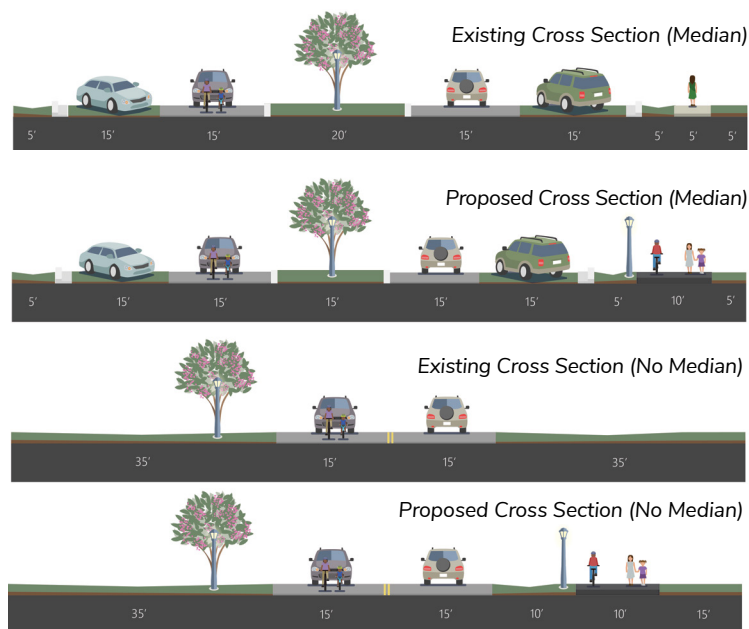 Existing Cross Section (Median)
5' 15' 15' 20' 15' 15' 5' 5' 5'
Proposed Cross Section (Median)
5' 15' 15' 15' 15' 15' 5' 10' 5'
Existing Cross Section (No Median)
35' 15' 15' 35'
Proposed Cross Section (No Median)
35' 15' 15' 10' 10' 15'